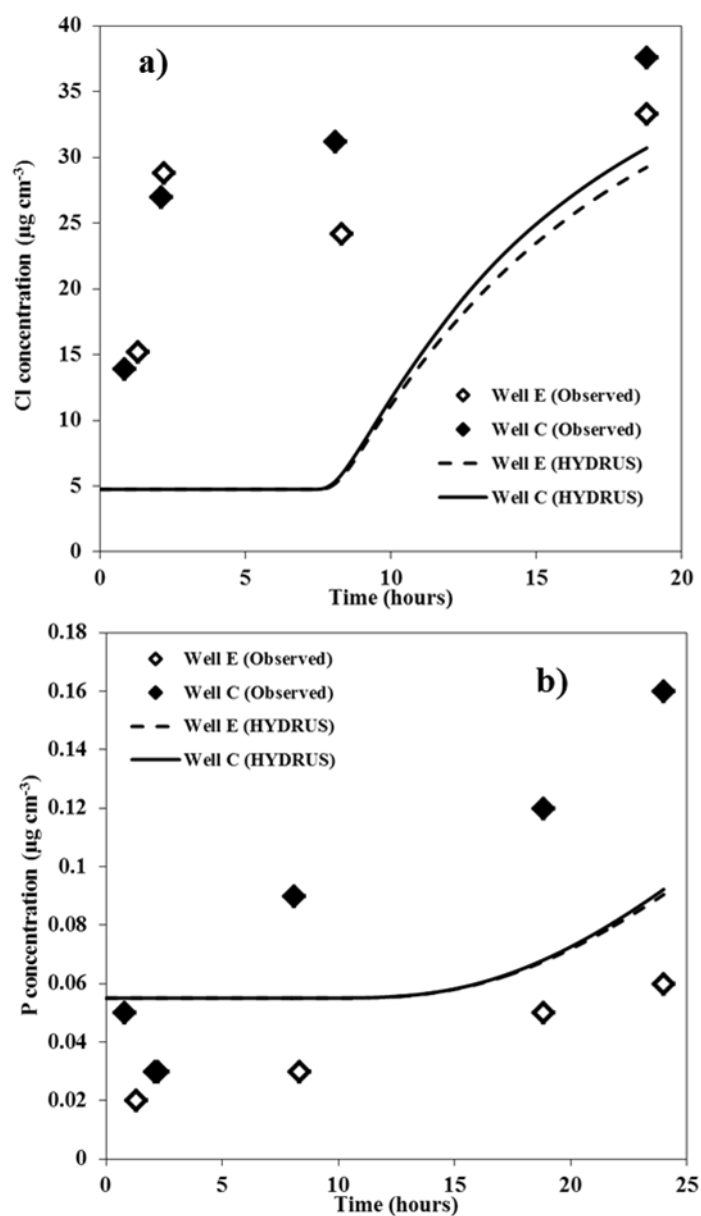 a)
Cl concentration (µg cm-3)
40
35
30
25
20
15
10
5
0
Well E (Observed)
Well C (Observed)
Well E (HYDRUS)
Well C (HYDRUS)
0 5 10 15 20
Time (hours)
b)
P concentration (µg cm-3)
0.18
0.16
0.14
0.12
0.1
0.08
0.06
0.04
0.02
0
Well E (Observed)
Well C (Observed)
Well E (HYDRUS)
Well C (HYDRUS)
0 5 10 15 20 25
Time (hours)